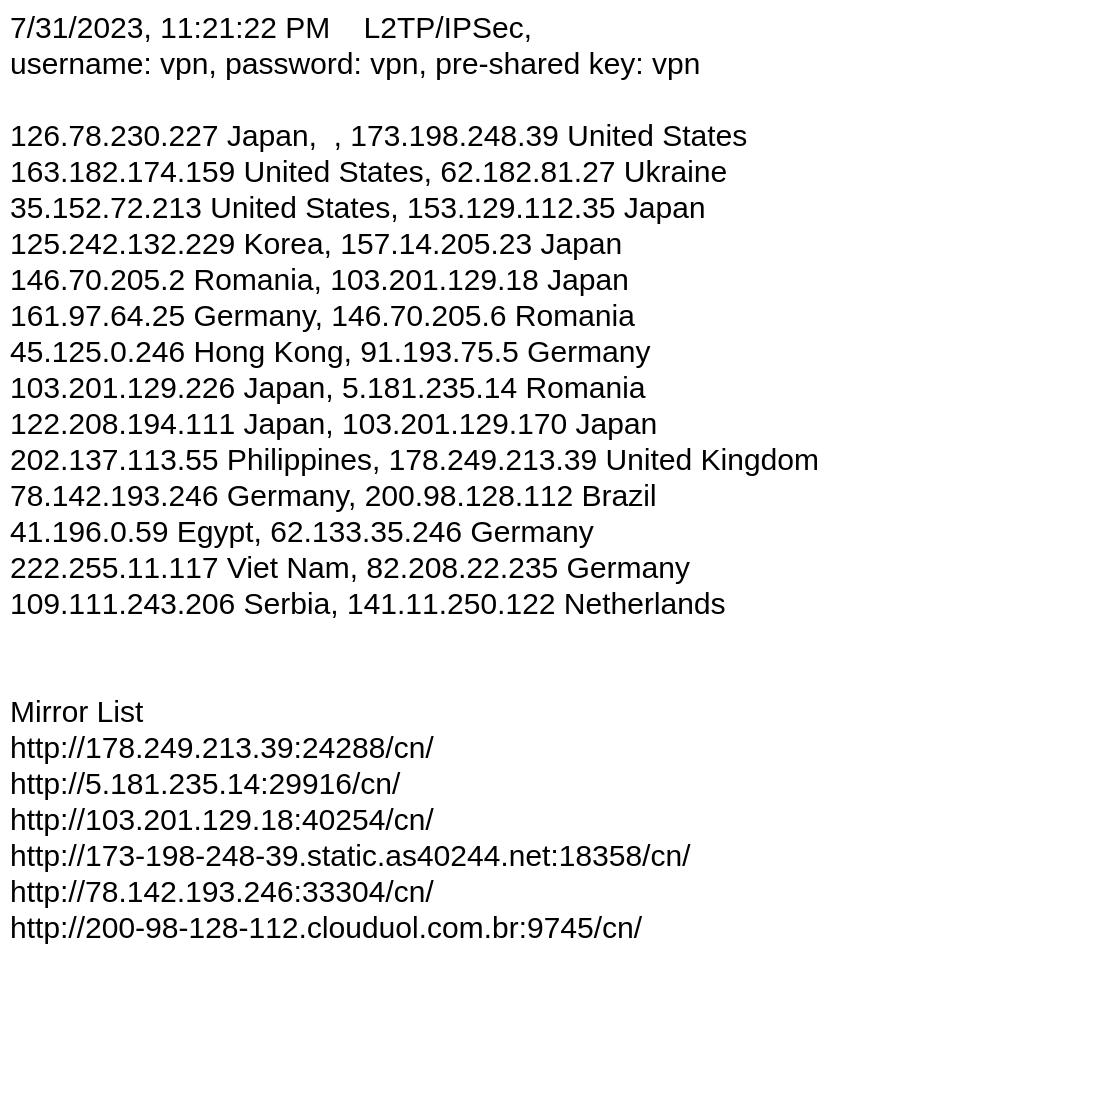 7/31/2023, 11:21:22 PM    L2TP/IPSec,
username: vpn, password: vpn, pre-shared key: vpn
126.78.230.227 Japan,  , 173.198.248.39 United States
163.182.174.159 United States, 62.182.81.27 Ukraine
35.152.72.213 United States, 153.129.112.35 Japan
125.242.132.229 Korea, 157.14.205.23 Japan
146.70.205.2 Romania, 103.201.129.18 Japan
161.97.64.25 Germany, 146.70.205.6 Romania
45.125.0.246 Hong Kong, 91.193.75.5 Germany
103.201.129.226 Japan, 5.181.235.14 Romania
122.208.194.111 Japan, 103.201.129.170 Japan
202.137.113.55 Philippines, 178.249.213.39 United Kingdom
78.142.193.246 Germany, 200.98.128.112 Brazil
41.196.0.59 Egypt, 62.133.35.246 Germany
222.255.11.117 Viet Nam, 82.208.22.235 Germany
109.111.243.206 Serbia, 141.11.250.122 Netherlands
Mirror List
http://178.249.213.39:24288/cn/
http://5.181.235.14:29916/cn/
http://103.201.129.18:40254/cn/
http://173-198-248-39.static.as40244.net:18358/cn/
http://78.142.193.246:33304/cn/
http://200-98-128-112.clouduol.com.br:9745/cn/